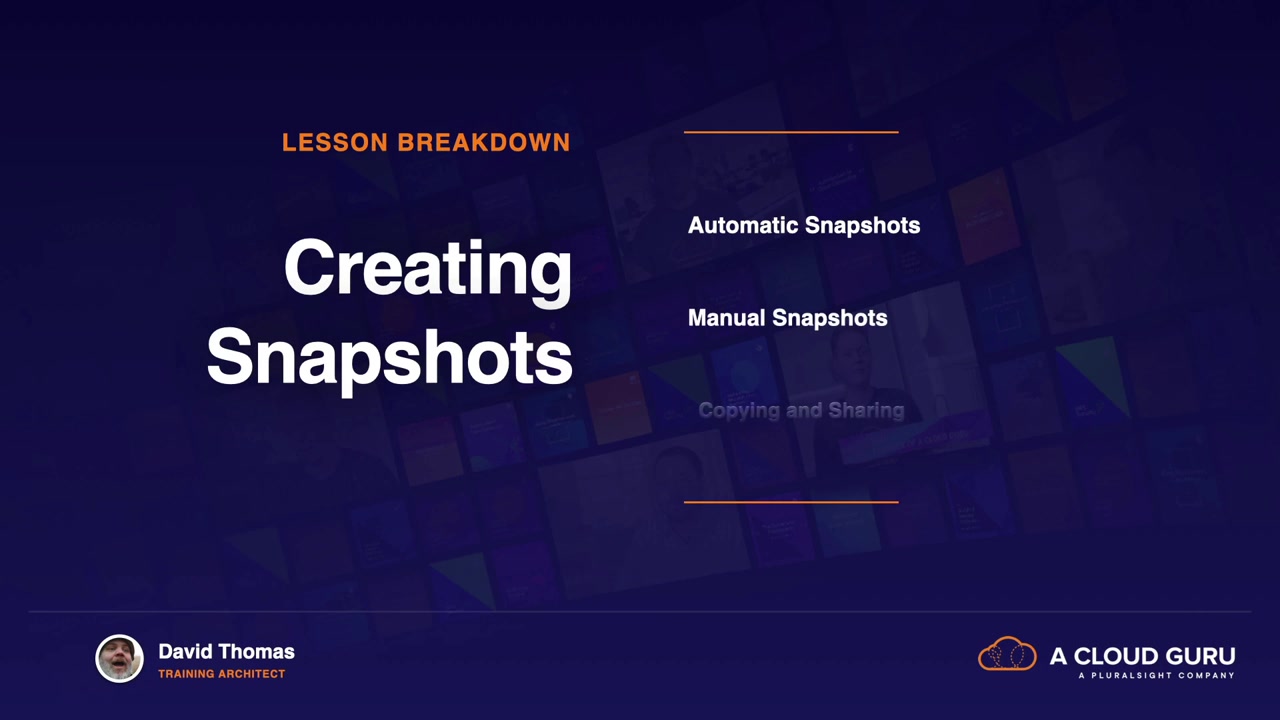 LESSON BREAKDOWN
Creating
Snapshots
Automatic Snapshots
Manual Snapshots
Copying and Sharing
David Thomas
TRAINING ARCHITECT
A CLOUD GURU
A PLURALSIGHT COMPANY